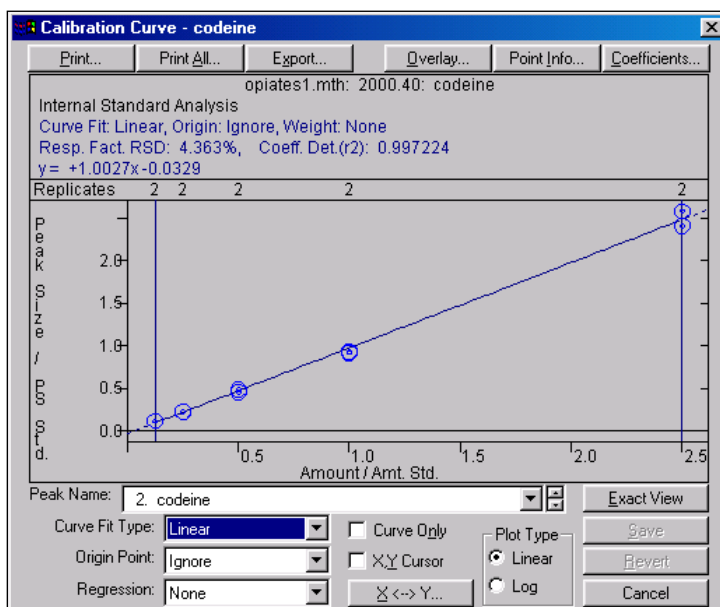 Calibration Curve - codeine
Print... Print All... Export... Overlay... Point Info... Coefficients...
opiates1.mth: 2000.40: codeine
Internal Standard Analysis
Curve Fit: Linear, Origin: Ignore, Weight: None
Resp. Fact. RSD: 4.363%, Coeff. Det.(r2): 0.997224
y = +1.0027x -0.0329
Replicates 2 2 2 2 2
Peak Size / PS Std.
2.0
1.5
1.0
0.5
0.0
0.5 1.0 1.5 2.0 2.5
Amount / Amt. Std.
Peak Name: 2. codeine Exact View
Curve Fit Type: Linear Curve Only Plot Type Save
Origin Point: Ignore X,Y Cursor Linear Revert
Regression: None X <--> Y... Log Cancel